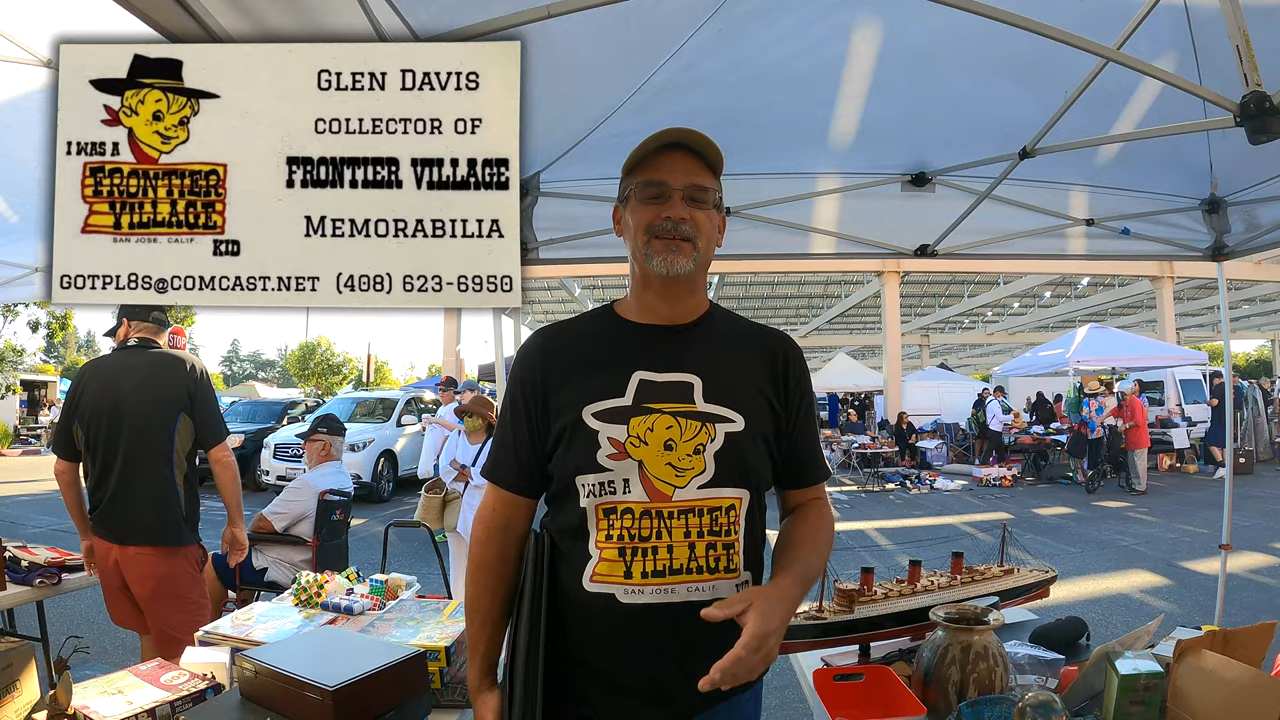 GLEN DAVIS
COLLECTOR OF
FRONTIER VILLAGE
MEMORABILIA
I WAS A
FRONTIER
VILLAGE
SAN JOSE, CALIF.
KID
GOTPL8S@COMCAST.NET (408) 623-6950
STOP
I WAS A
FRONTIER
VILLAGE
SAN JOSE, CALIF.
KID